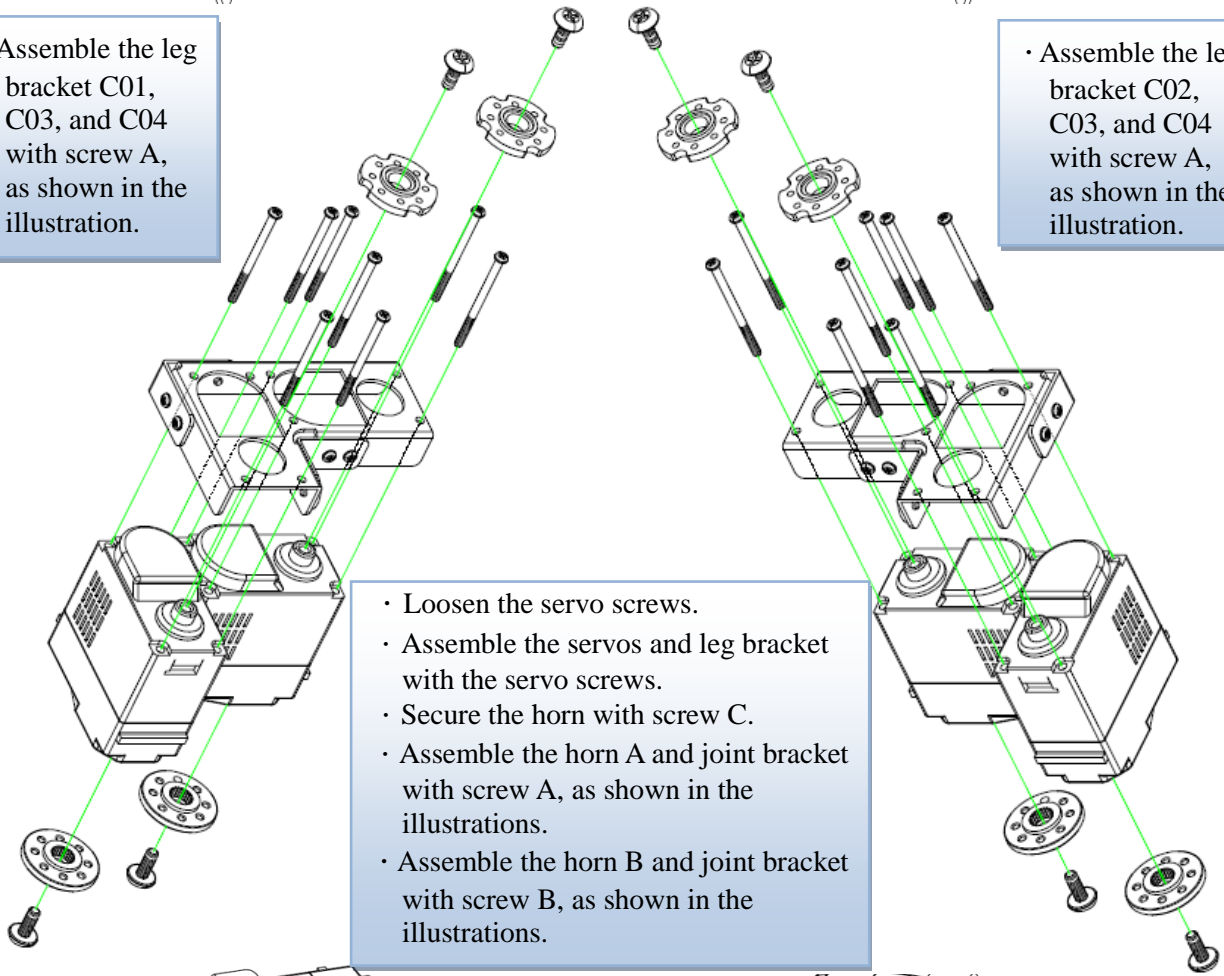 Assemble the leg
bracket C01,
C03, and C04
with screw A,
as shown in the
illustration.
· Assemble the
bracket C02,
C03, and C04
with screw A,
as shown in the
illustration.
· Loosen the servo screws.
· Assemble the servos and leg bracket
with the servo screws.
· Secure the horn with screw C.
· Assemble the horn A and joint bracket
with screw A, as shown in the
illustrations.
· Assemble the horn B and joint bracket
with screw B, as shown in the
illustrations.